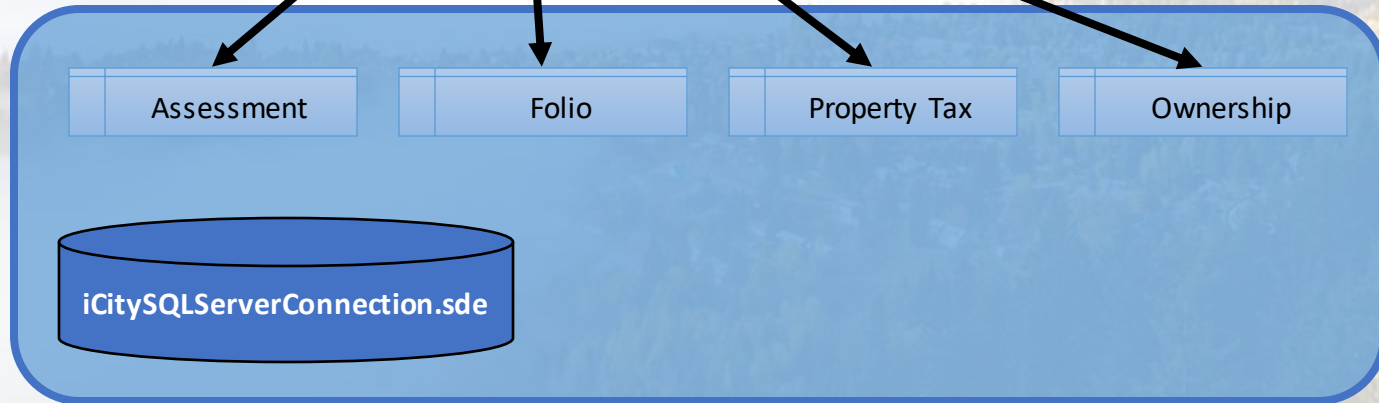 Assessment
Folio
Property Tax
Ownership
iCitySQLServerConnection.sde